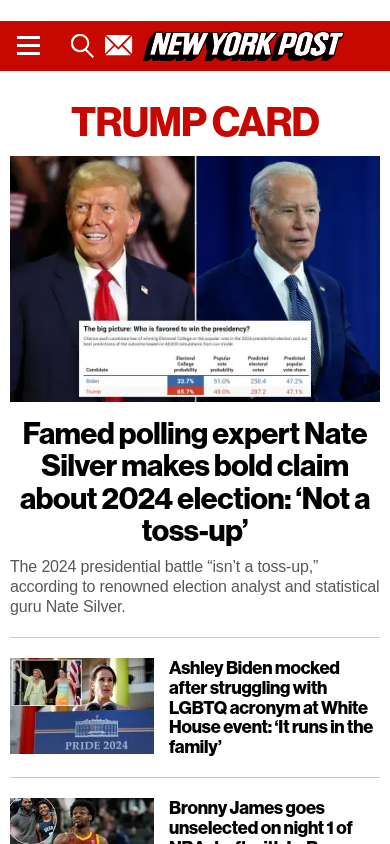 NEW YORK POST
TRUMP CARD
The big picture: Who is favored to win the presidency?
Candidate
Electoral College probability
Popular vote probability
Predicted electoral votes
Predicted popular vote share
Biden 33.7% 51.0% 250.4 47.2%
Trump 65.7% 49.0% 287.2 47.1%
Famed polling expert Nate
Silver makes bold claim
about 2024 election: ‘Not a
toss-up’
The 2024 presidential battle “isn’t a toss-up,”
according to renowned election analyst and statistical
guru Nate Silver.
PRIDE 2024
Ashley Biden mocked
after struggling with
LGBTQ acronym at White
House event: ‘It runs in the
family’
Bronny James goes
unselected on night 1 of